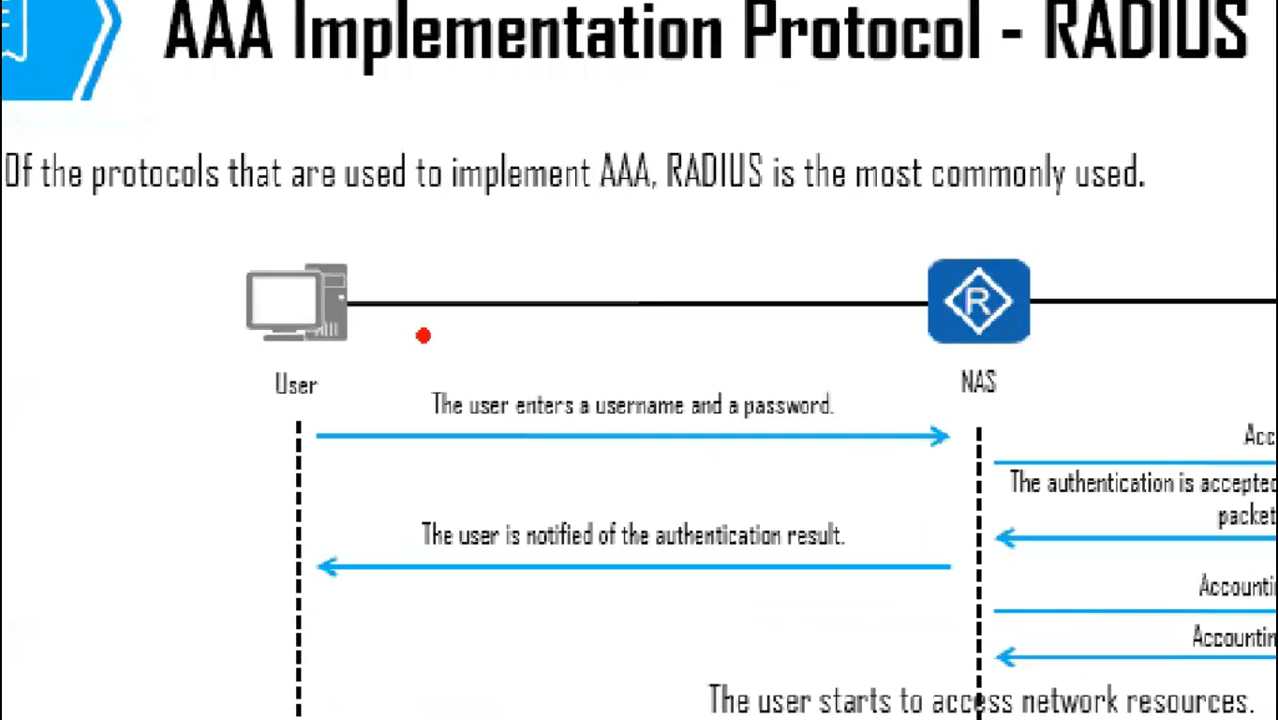 AAA Implementation Protocol - RADIUS
Of the protocols that are used to implement AAA, RADIUS is the most commonly used.
R
User
NAS
The user enters a username and a password.
Acc
The authentication is accepted
packet
The user is notified of the authentication result.
Accounti
Accountin
The user starts to access network resources.